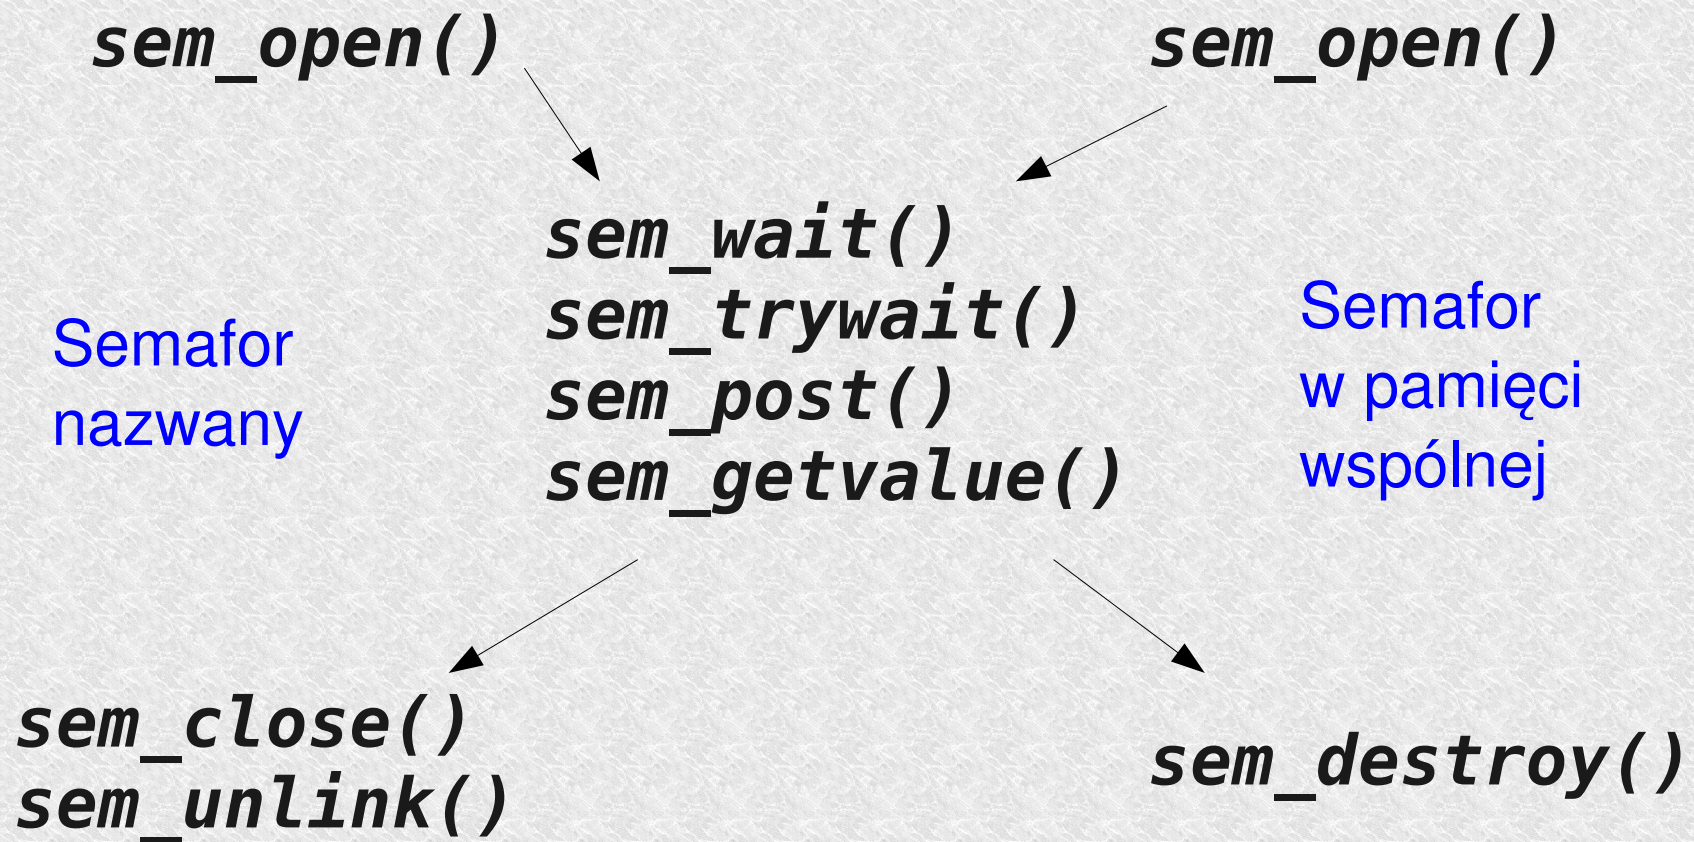 sem_open()
sem_open()
sem_wait()
sem_trywait()
sem_post()
sem_getvalue()
Semafor
nazwany
Semafor
w pamięci
wspólnej
sem_close()
sem_unlink()
sem_destroy()